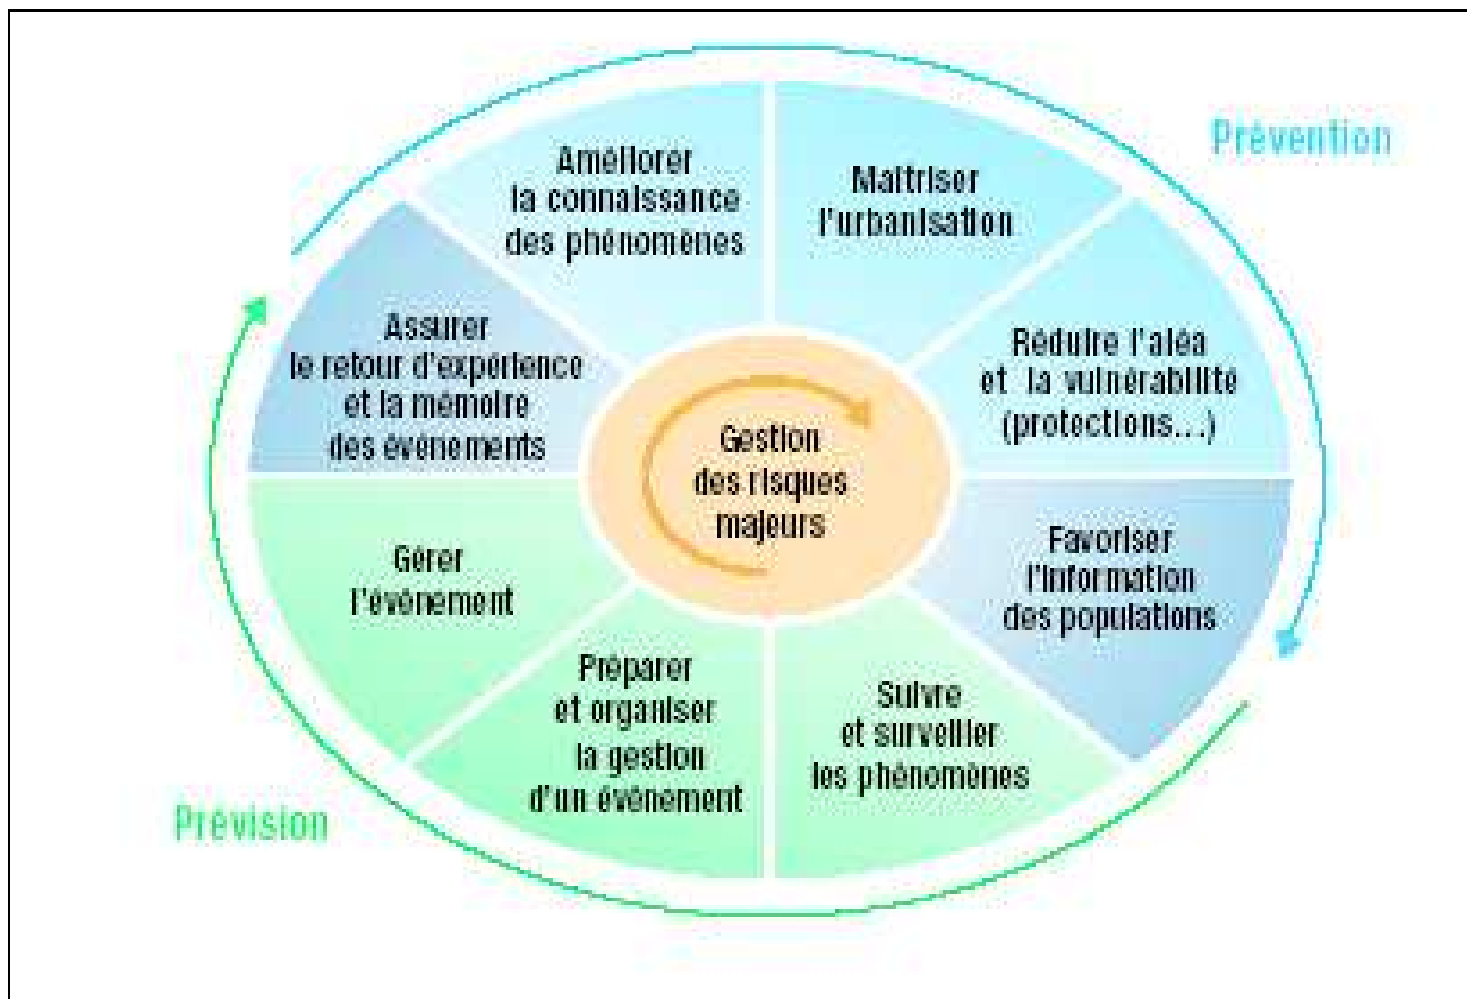 Prévention
Améliorer
la connaissance
des phénomènes
Maîtriser
l'urbanisation
Réduire l'aléa
et la vulnérabilité
(protections...)
Favoriser
l'information
des populations
Suivre
et surveiller
les phénomènes
Préparer
et organiser
la gestion
d'un événement
Gérer
l'événement
Assurer
le retour d'expérience
et la mémoire
des événements
Gestion
des risques
majeurs
Prévision